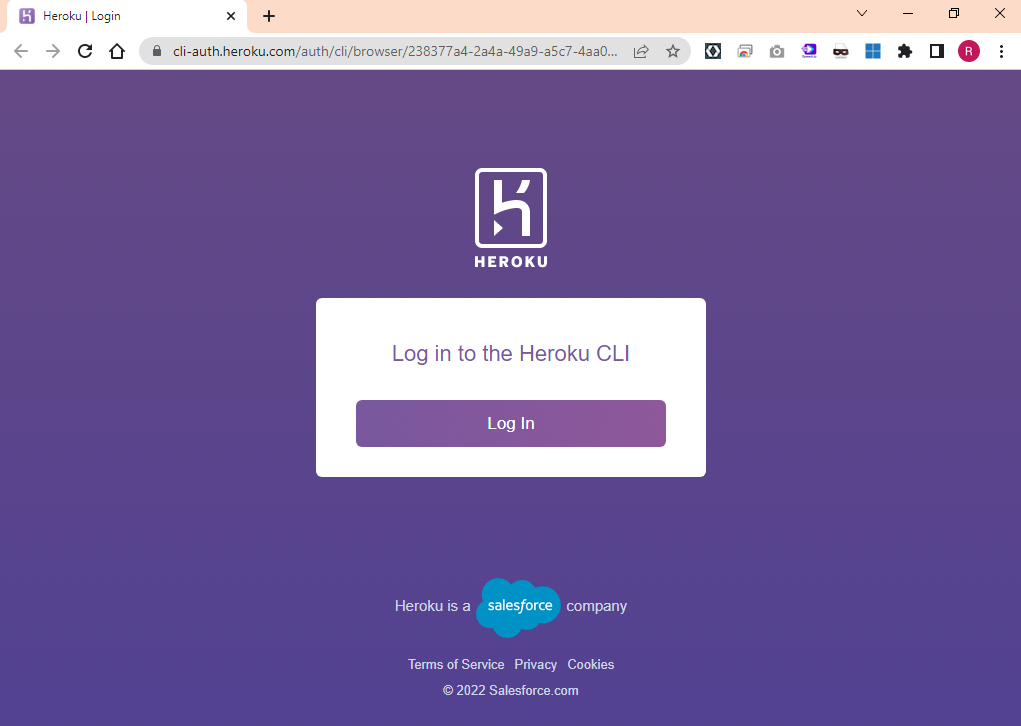 Heroku | Login
cli-auth.heroku.com/auth/cli/browser/238377a4-2a4a-49a9-a5c7-4aa0...
R
HEROKU
Log in to the Heroku CLI
Log In
Heroku is a salesforce company
Terms of Service Privacy Cookies
© 2022 Salesforce.com